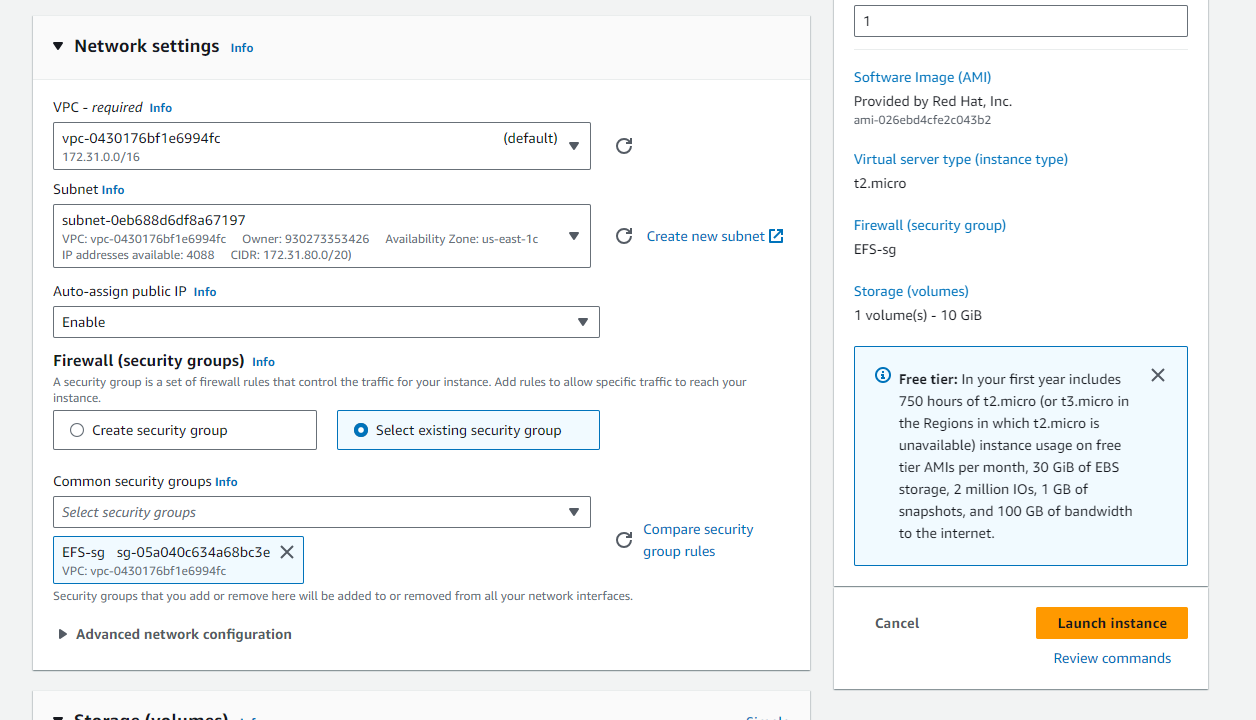 Network settings Info
VPC - required Info
vpc-0430176bf1e6994fc (default)
172.31.0.0/16
Subnet Info
subnet-0eb688d6df8a67197
VPC: vpc-0430176bf1e6994fc Owner: 930273353426 Availability Zone: us-east-1c
IP addresses available: 4088 CIDR: 172.31.80.0/20)
Create new subnet
Auto-assign public IP Info
Enable
Firewall (security groups) Info
A security group is a set of firewall rules that control the traffic for your instance. Add rules to allow specific traffic to reach your
instance.
Create security group
Select existing security group
Common security groups Info
Select security groups
EFS-sg sg-05a040c634a68bc3e
VPC: vpc-0430176bf1e6994fc
Compare security
group rules
Security groups that you add or remove here will be added to or removed from all your network interfaces.
Advanced network configuration
Storage (volumes) Info
Simple
1
Software Image (AMI)
Provided by Red Hat, Inc.
ami-026ebd4cfe2c043b2
Virtual server type (instance type)
t2.micro
Firewall (security group)
EFS-sg
Storage (volumes)
1 volume(s) - 10 GiB
Free tier: In your first year includes
750 hours of t2.micro (or t3.micro in
the Regions in which t2.micro is
unavailable) instance usage on free
tier AMIs per month, 30 GiB of EBS
storage, 2 million IOs, 1 GB of
snapshots, and 100 GB of bandwidth
to the internet.
Cancel
Launch instance
Review commands